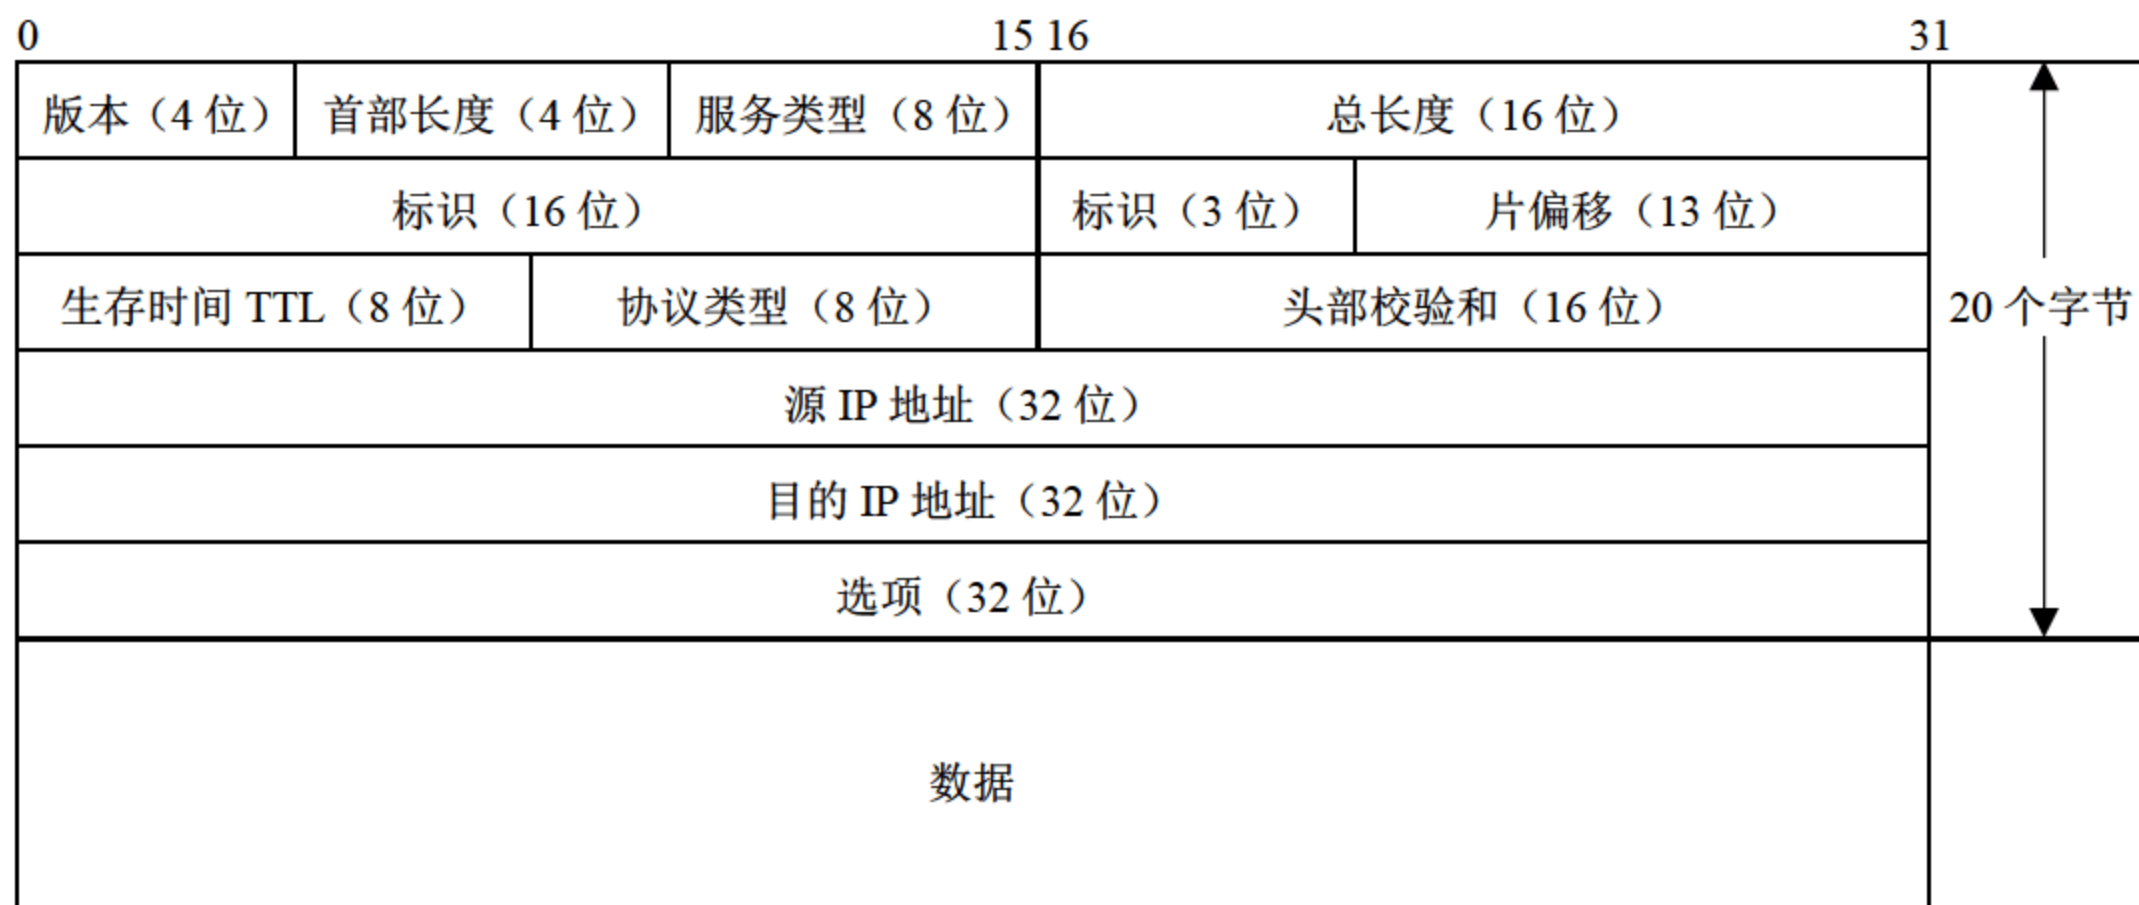 0 15 16 31
版本（4 位） 首部长度（4 位） 服务类型（8 位） 总长度（16 位）
标识（16 位） 标识（3 位） 片偏移（13 位）
生存时间 TTL（8 位） 协议类型（8 位） 头部校验和（16 位） 20 个字节
源 IP 地址（32 位）
目的 IP 地址（32 位）
选项（32 位）
数据